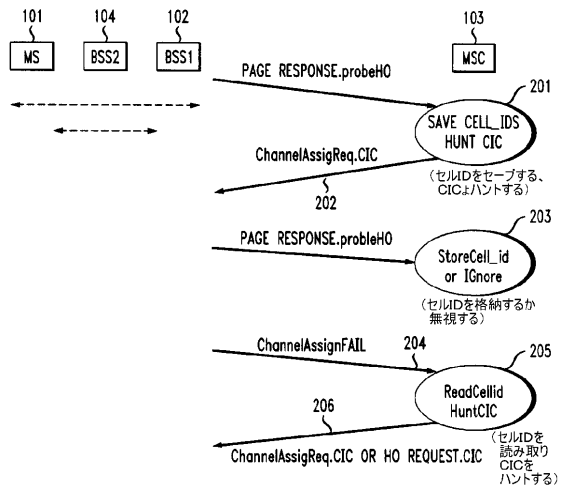 101
104
102
103
MS
BSS2
BSS1
MSC
PAGE RESPONSE.probeHO
201
SAVE CELL_IDS
HUNT CIC
ChannelAssigReq.CIC
(セルIDをセーブする、
CICょハントする)
202
203
PAGE RESPONSE.probleHO
StoreCell_id
or IGnore
(セルIDを格納するか
無視する)
ChannelAssignFAIL
204
205
ReadCellid
HuntCIC
206
ChannelAssigReq.CIC OR HO REQUEST.CIC
(セルIDを
読み取り
CICを
ハントする)